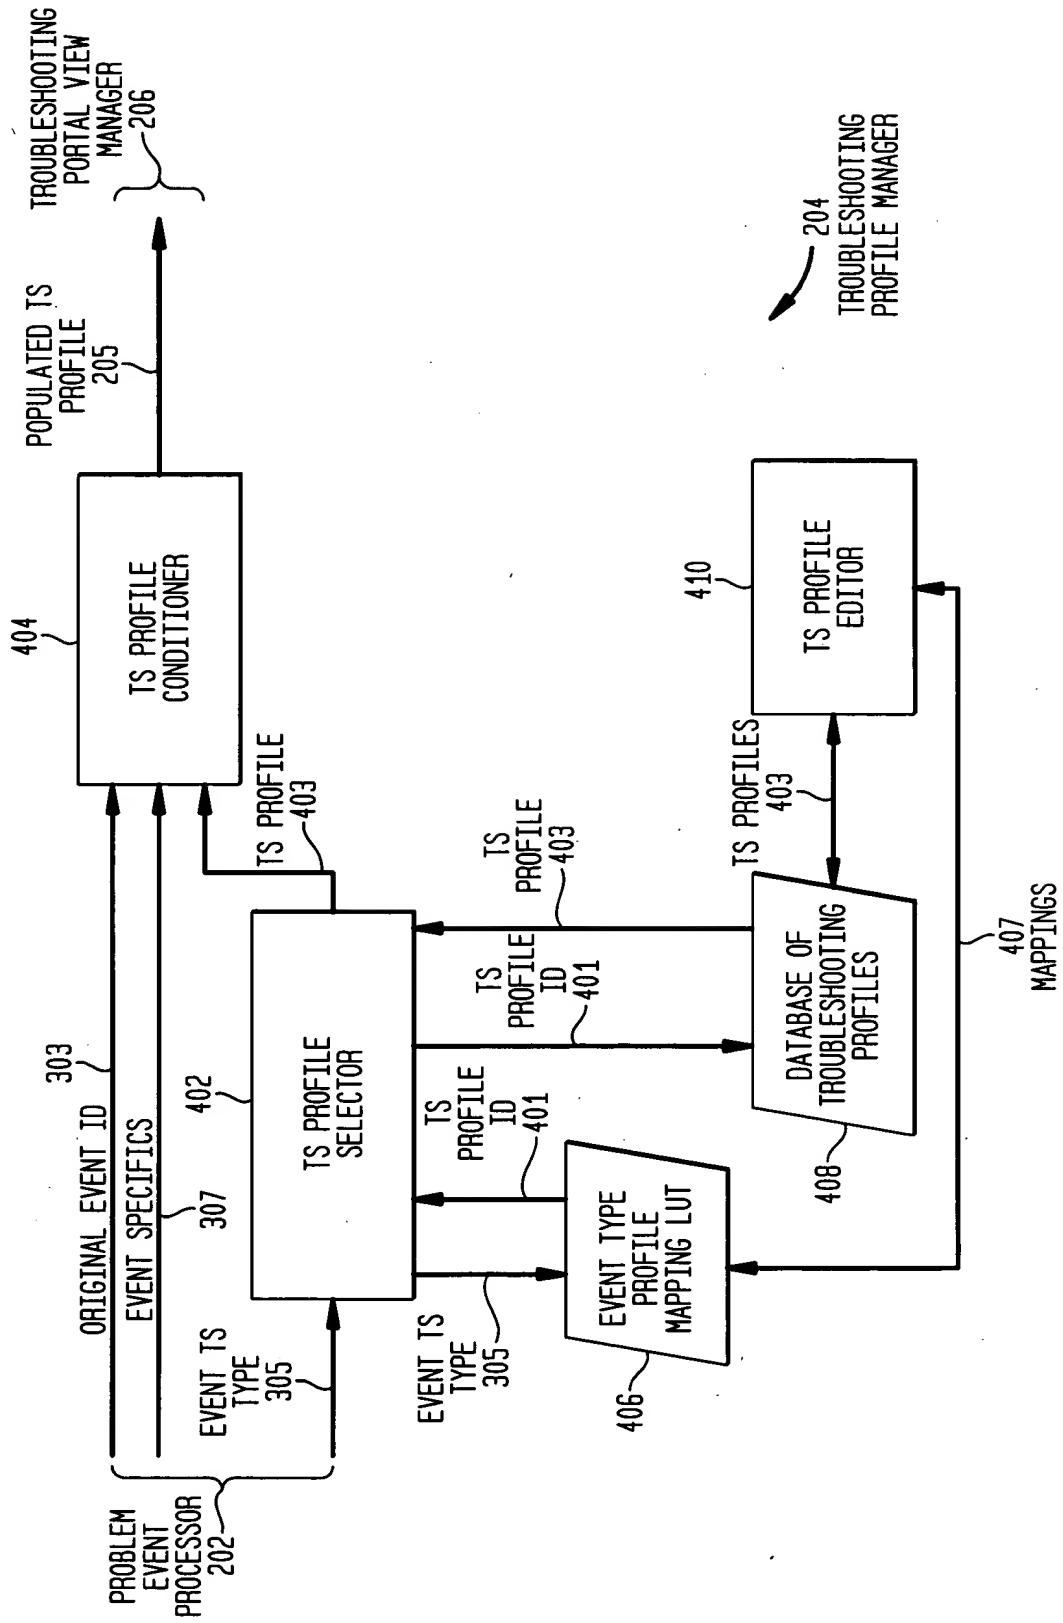 PROBLEM
EVENT
PROCESSOR
202
ORIGINAL EVENT ID
303
EVENT SPECIFICS
307
EVENT TS
TYPE
305
402
TS PROFILE
SELECTOR
TS PROFILE
403
404
TS PROFILE
CONDITIONER
POPULATED TS
PROFILE
205
TROUBLESHOOTING
PORTAL VIEW
MANAGER
206
EVENT TS
TYPE
305
TS
PROFILE
ID
401
TS
PROFILE
ID
401
TS
PROFILE
403
406
EVENT TYPE
PROFILE
MAPPING LUT
408
DATABASE OF
TROUBLESHOOTING
PROFILES
TS PROFILES
403
410
TS PROFILE
EDITOR
407
MAPPINGS
204
TROUBLESHOOTING
PROFILE MANAGER